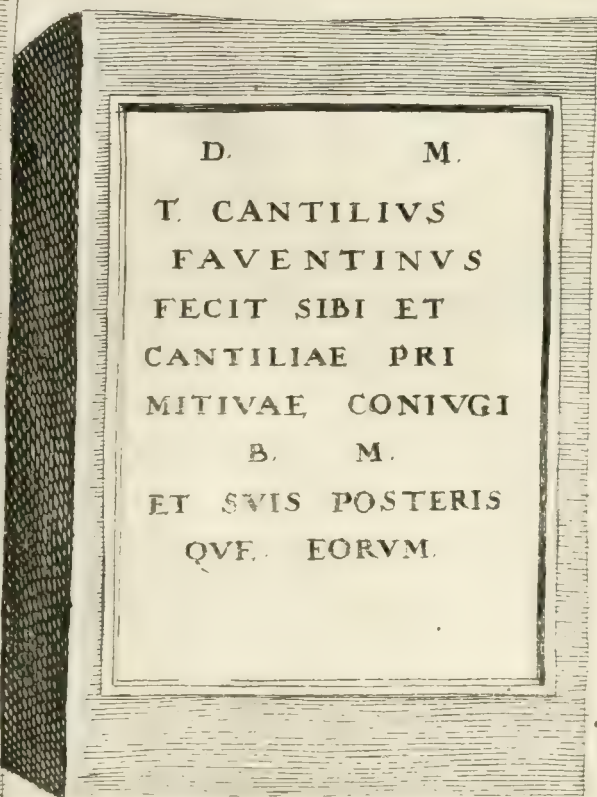 D. M.
T. CANTILIVS
FAVENTINVS
FECIT SIBI ET
CANTILIAE PRI
MITIVAE CONIVGI
B. M.
ET SVIS POSTERIS
QVE. EORVM.